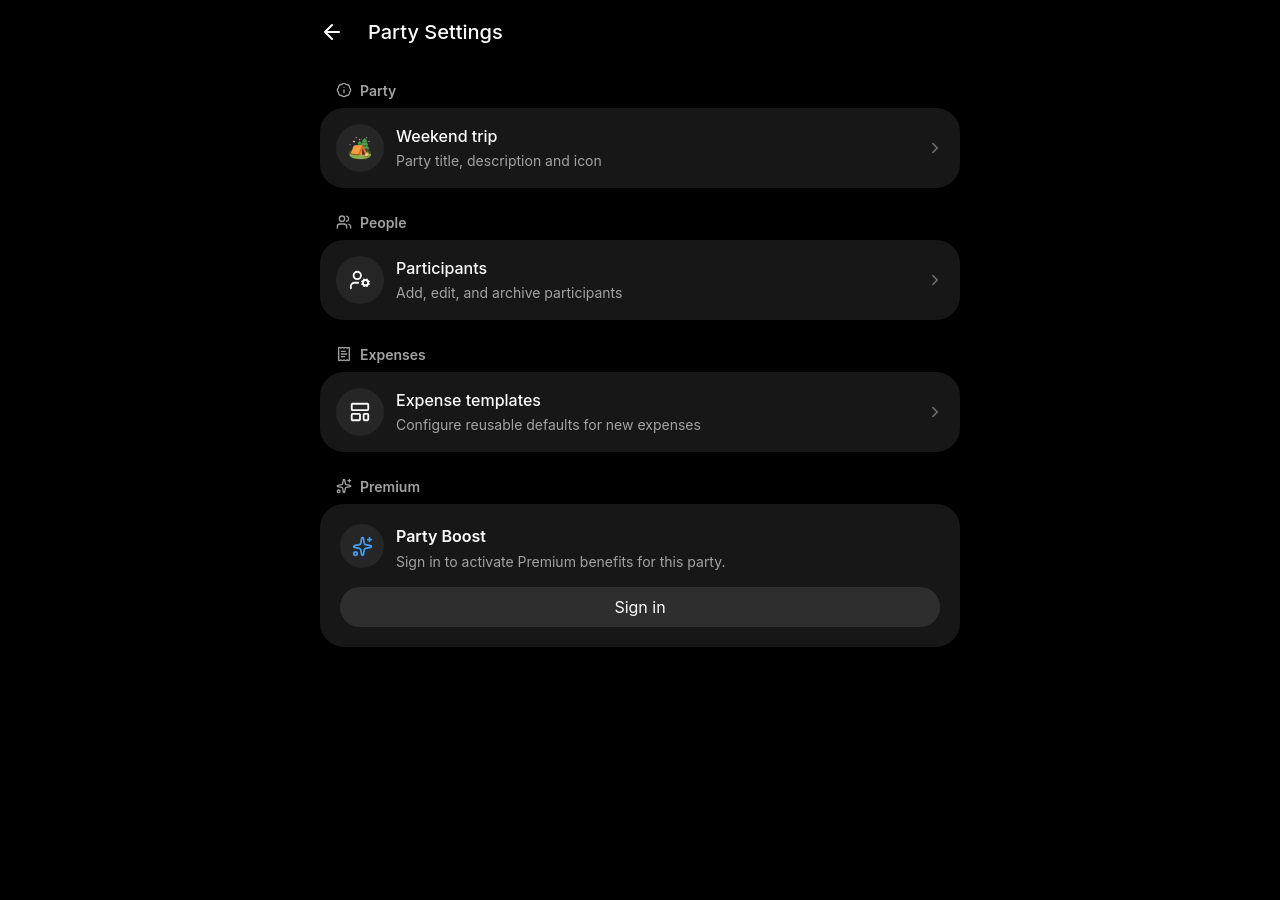 Party Settings
Party
Weekend trip
Party title, description and icon
People
Participants
Add, edit, and archive participants
Expenses
Expense templates
Configure reusable defaults for new expenses
Premium
Party Boost
Sign in to activate Premium benefits for this party.
Sign in